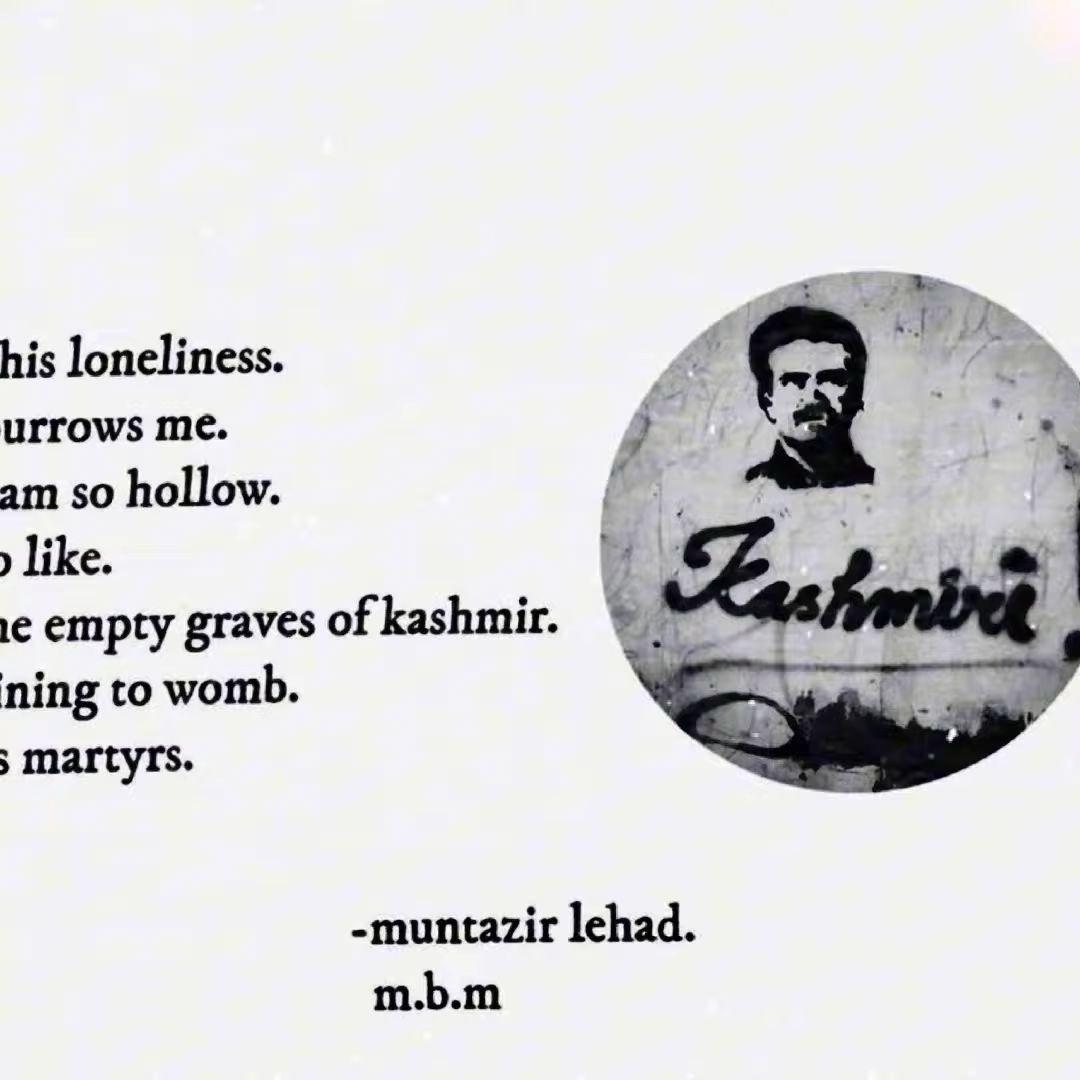 his loneliness.
urrows me.
am so hollow.
like.
he empty graves of kashmir.
ining to womb.
s martyrs.
Kashmir
-muntazir lehad.
m.b.m